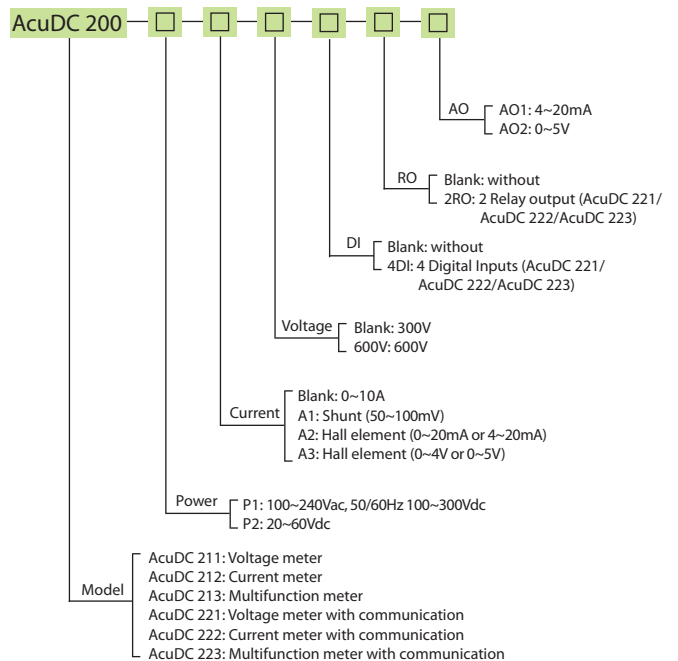 AcuDC 200
AO
AO1: 4~20mA
AO2: 0~5V
RO
Blank: without
2RO: 2 Relay output (AcuDC 221/
AcuDC 222/AcuDC 223)
DI
Blank: without
4DI: 4 Digital Inputs (AcuDC 221/
AcuDC 222/AcuDC 223)
Voltage
Blank: 300V
600V: 600V
Current
Blank: 0~10A
A1: Shunt (50~100mV)
A2: Hall element (0~20mA or 4~20mA)
A3: Hall element (0~4V or 0~5V)
Power
P1: 100~240Vac, 50/60Hz 100~300Vdc
P2: 20~60Vdc
Model
AcuDC 211: Voltage meter
AcuDC 212: Current meter
AcuDC 213: Multifunction meter
AcuDC 221: Voltage meter with communication
AcuDC 222: Current meter with communication
AcuDC 223: Multifunction meter with communication